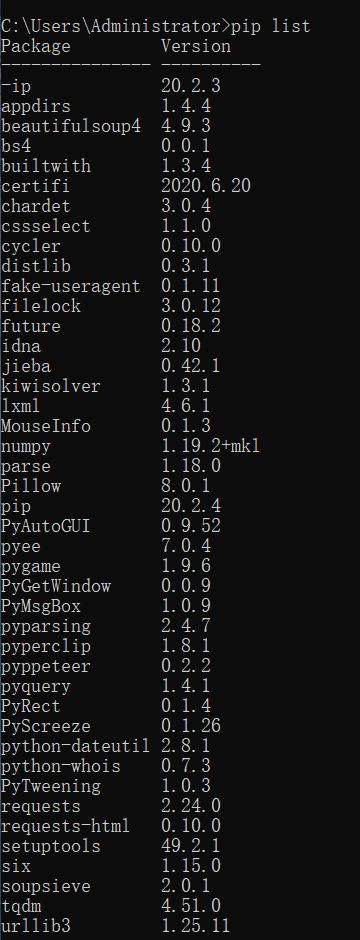 C:\Users\Administrator>pip list
Package         Version
--------------- ----------
-ip             20.2.3
appdirs         1.4.4
beautifulsoup4  4.9.3
bs4             0.0.1
builtwith       1.3.4
certifi         2020.6.20
chardet         3.0.4
cssselect       1.1.0
cycler          0.10.0
distlib         0.3.1
fake-useragent  0.1.11
filelock        3.0.12
future          0.18.2
idna            2.10
jieba           0.42.1
kiwisolver      1.3.1
lxml            4.6.1
MouseInfo       0.1.3
numpy           1.19.2+mkl
parse           1.18.0
Pillow          8.0.1
pip             20.2.4
PyAutoGUI       0.9.52
pyee            7.0.4
pygame          1.9.6
PyGetWindow     0.0.9
PyMsgBox        1.0.9
pyparsing       2.4.7
pyperclip       1.8.1
pyppeteer       0.2.2
pyquery         1.4.1
PyRect          0.1.4
PyScreeze       0.1.26
python-dateutil 2.8.1
python-whois    0.7.3
PyTweening      1.0.3
requests        2.24.0
requests-html   0.10.0
setuptools      49.2.1
six             1.15.0
soupsieve       2.0.1
tqdm            4.51.0
urllib3         1.25.11